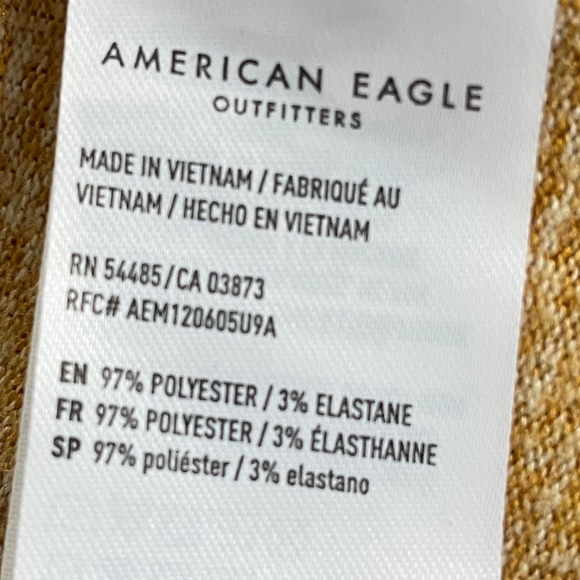 AMERICAN EAGLE
OUTFITTERS
MADE IN VIETNAM / FABRIQUÉ AU
VIETNAM / HECHO EN VIETNAM
RN 54485/CA 03873
RFC# AEM120605U9A
EN 97% POLYESTER / 3% ELASTANE
FR 97% POLYESTER / 3% ÉLASTHANNE
SP 97% poliéster / 3% elastano